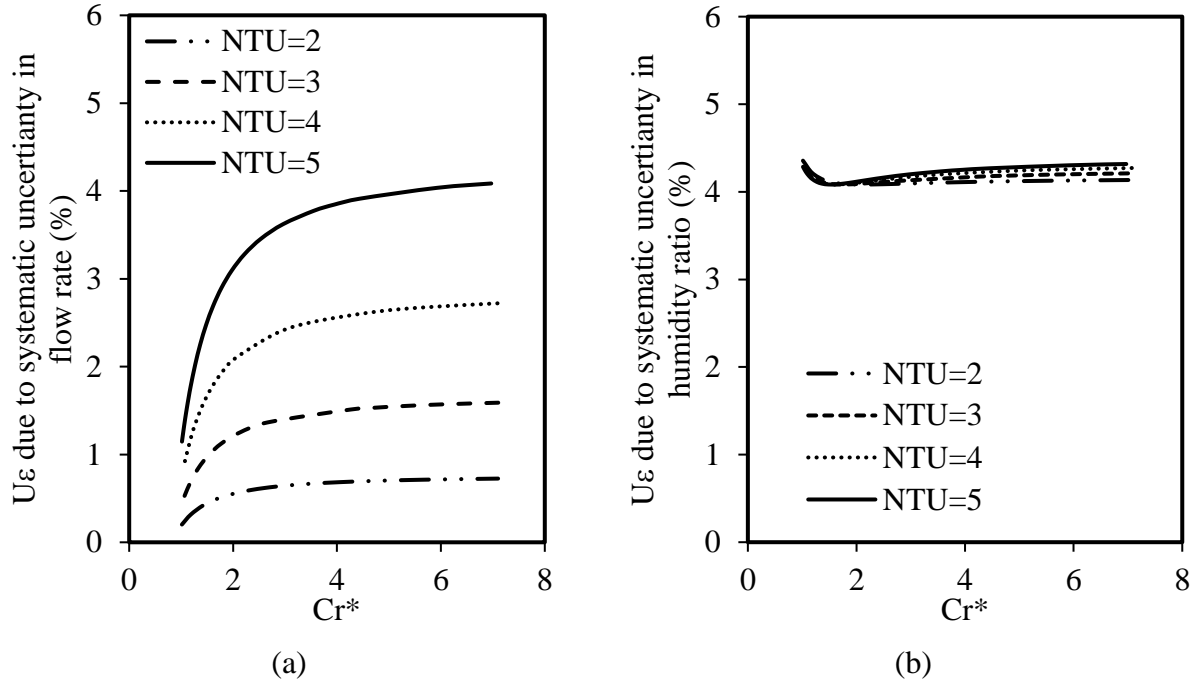 Uε due to systematic uncertianty in
flow rate (%)
6
5
4
3
2
1
0
NTU=2
NTU=3
NTU=4
NTU=5
0 2 4 6 8
Cr*
(a)
Uε due to systematic uncertianty in
humidity ratio (%)
6
5
4
3
2
1
0
NTU=2
NTU=3
NTU=4
NTU=5
0 2 4 6 8
Cr*
(b)